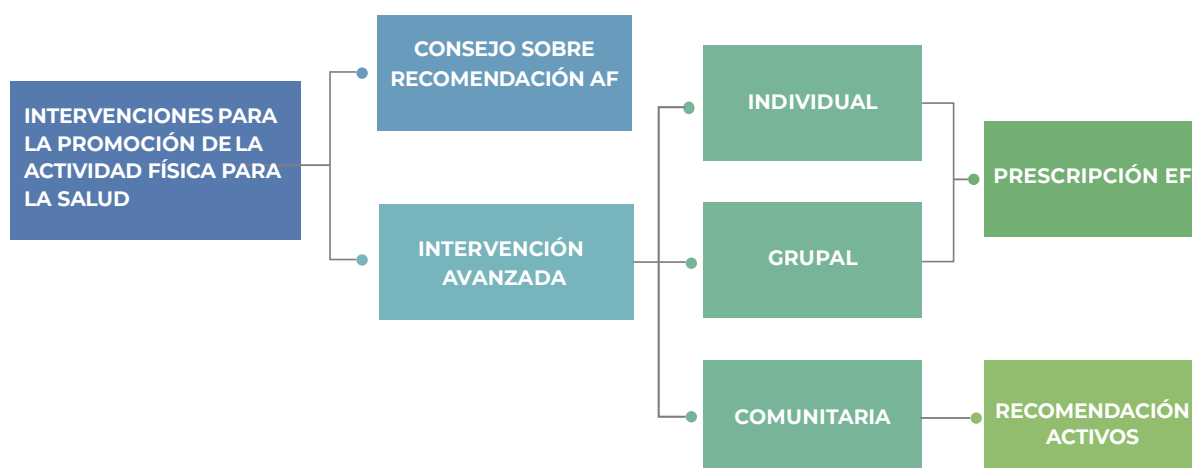 INTERVENCIONES PARA
LA PROMOCIÓN DE LA
ACTIVIDAD FÍSICA PARA
LA SALUD
CONSEJO SOBRE
RECOMENDACIÓN AF
INTERVENCIÓN
AVANZADA
INDIVIDUAL
GRUPAL
COMUNITARIA
PRESCRIPCIÓN EF
RECOMENDACIÓN
ACTIVOS